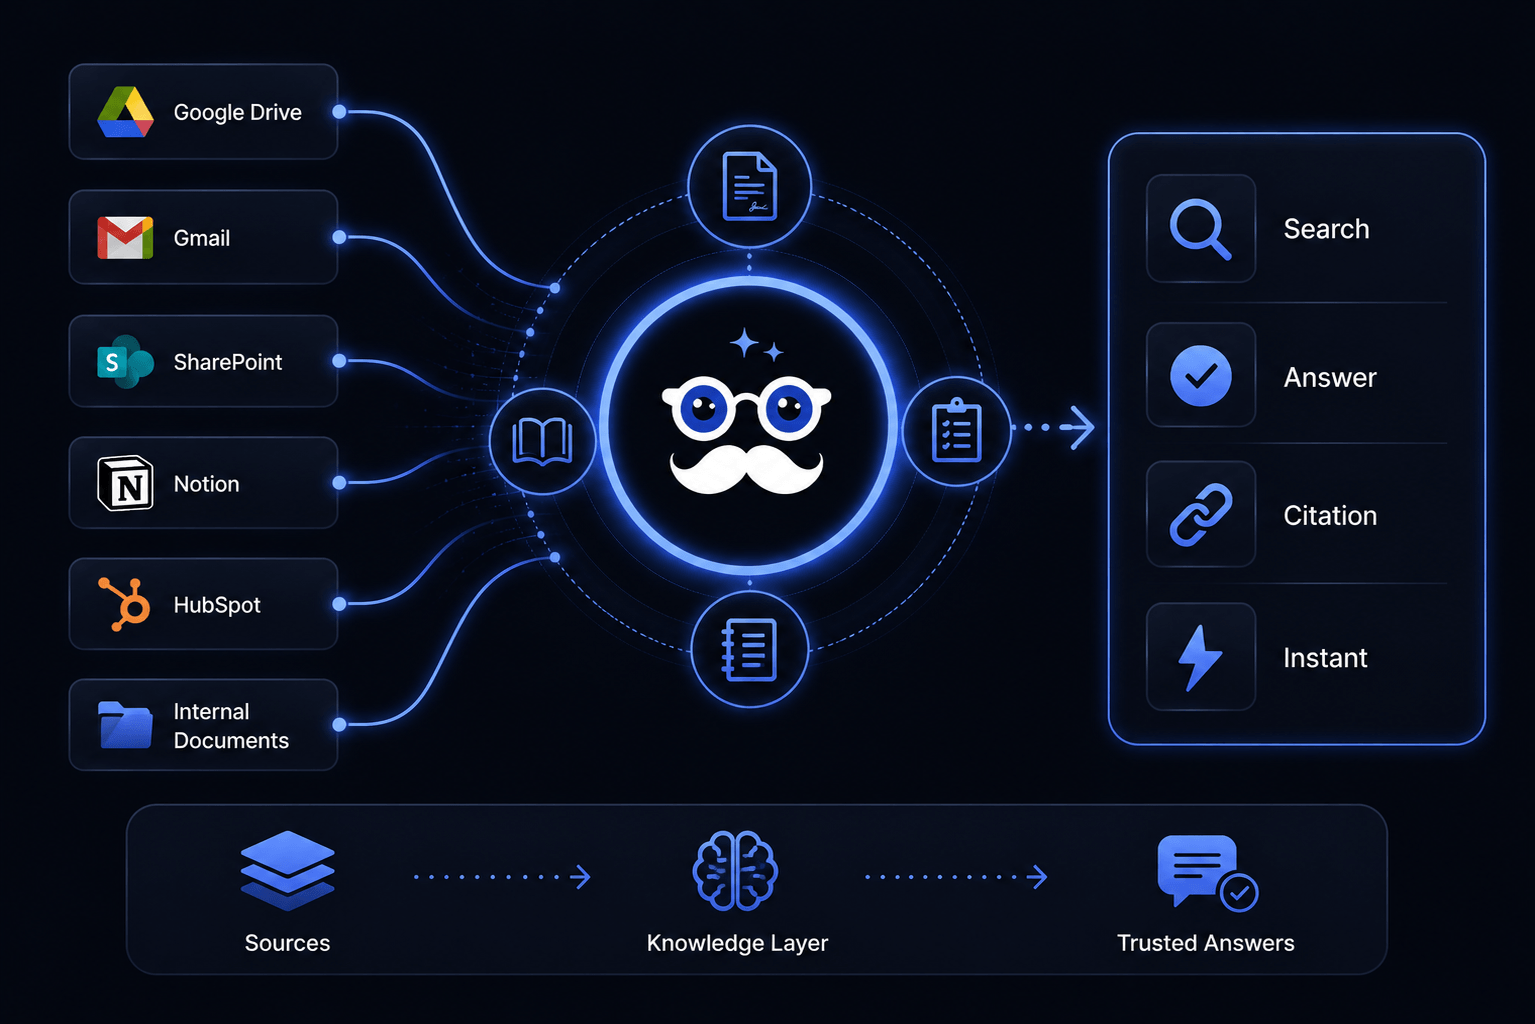 Google Drive
Gmail
S
SharePoint
N
Notion
HubSpot
Internal
Documents
Search
Answer
Citation
Instant
Sources
Knowledge Layer
Trusted Answers